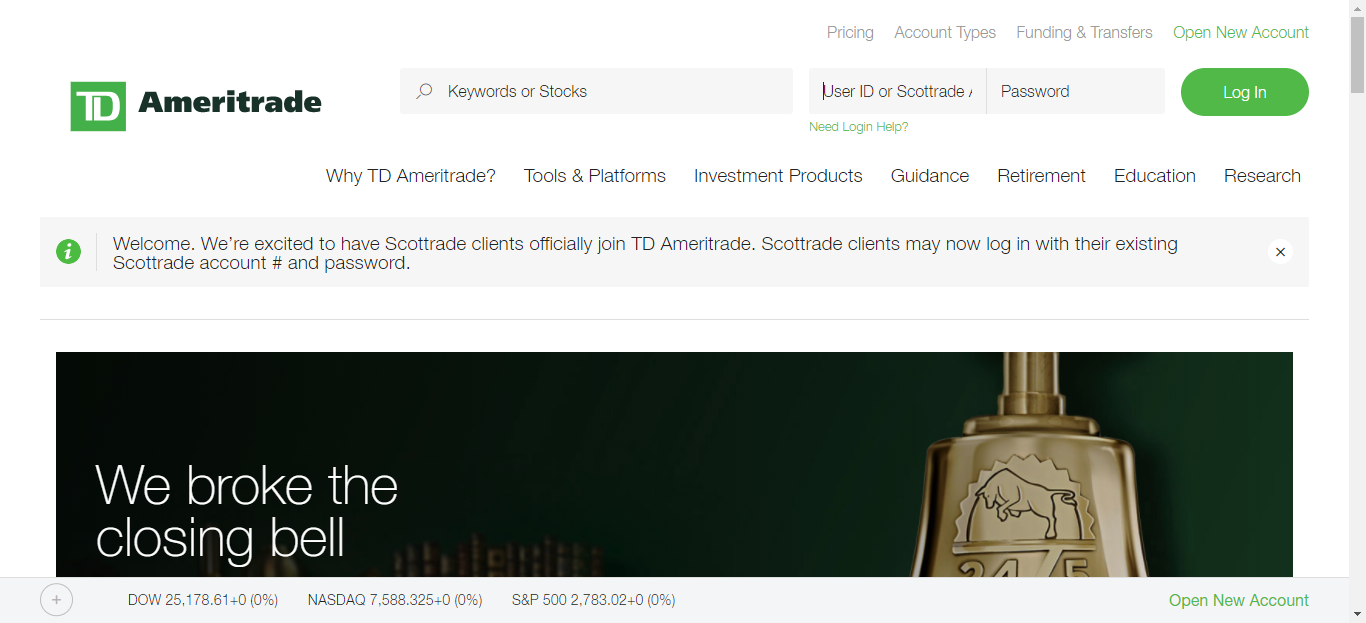 Pricing Account Types Funding & Transfers Open New Account
TD Ameritrade
Keywords or Stocks
User ID or Scottrade
Password
Log In
Need Login Help?
Why TD Ameritrade? Tools & Platforms Investment Products Guidance Retirement Education Research
Welcome. We’re excited to have Scottrade clients officially join TD Ameritrade. Scottrade clients may now log in with their existing
Scottrade account # and password.
We broke the
closing bell
24/5
DOW 25,178.61+0 (0%) NASDAQ 7,588.325+0 (0%) S&P 500 2,783.02+0 (0%)
Open New Account